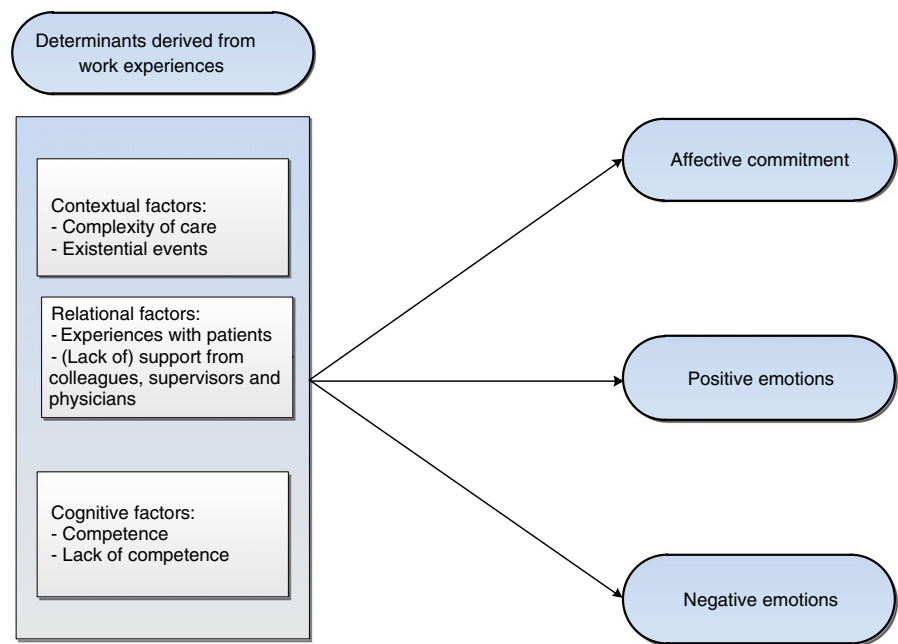 Determinants derived from
work experiences
Contextual factors:
- Complexity of care
- Existential events
Relational factors:
- Experiences with patients
- (Lack of) support from
colleagues, supervisors and
physicians
Cognitive factors:
- Competence
- Lack of competence
Affective commitment
Positive emotions
Negative emotions